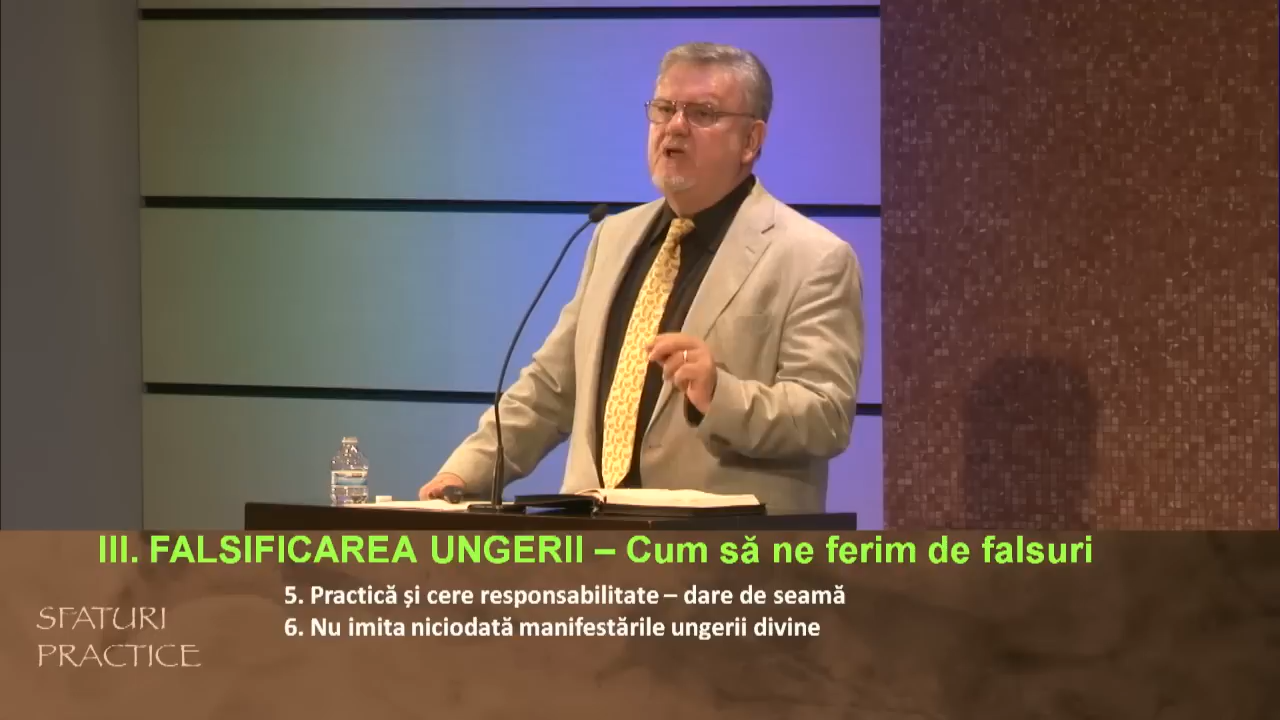 III. FALSIFICAREA UNGERII – Cum să ne ferim de falsuri
5. Practică și cere responsabilitate – dare de seamă
6. Nu imita niciodată manifestările ungerii divine
SFATURI
PRACTICE